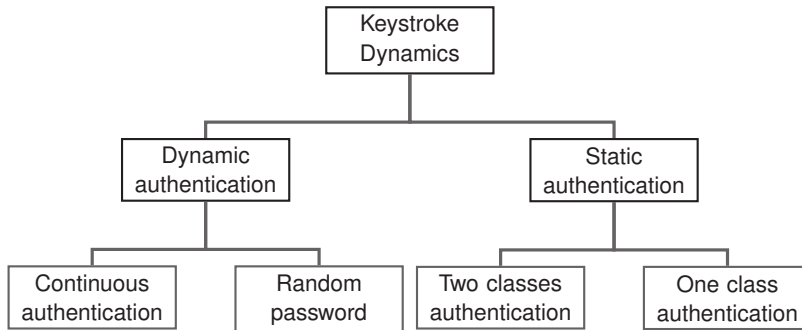 Keystroke
Dynamics
Dynamic
authentication
Static
authentication
Continuous
authentication
Random
password
Two classes
authentication
One class
authentication